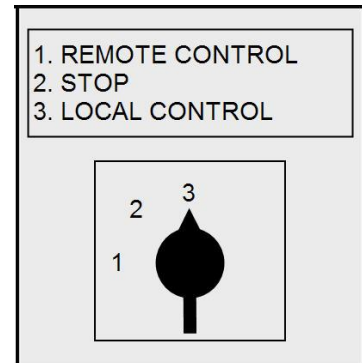 1. REMOTE CONTROL
2. STOP
3. LOCAL CONTROL
3
2
1